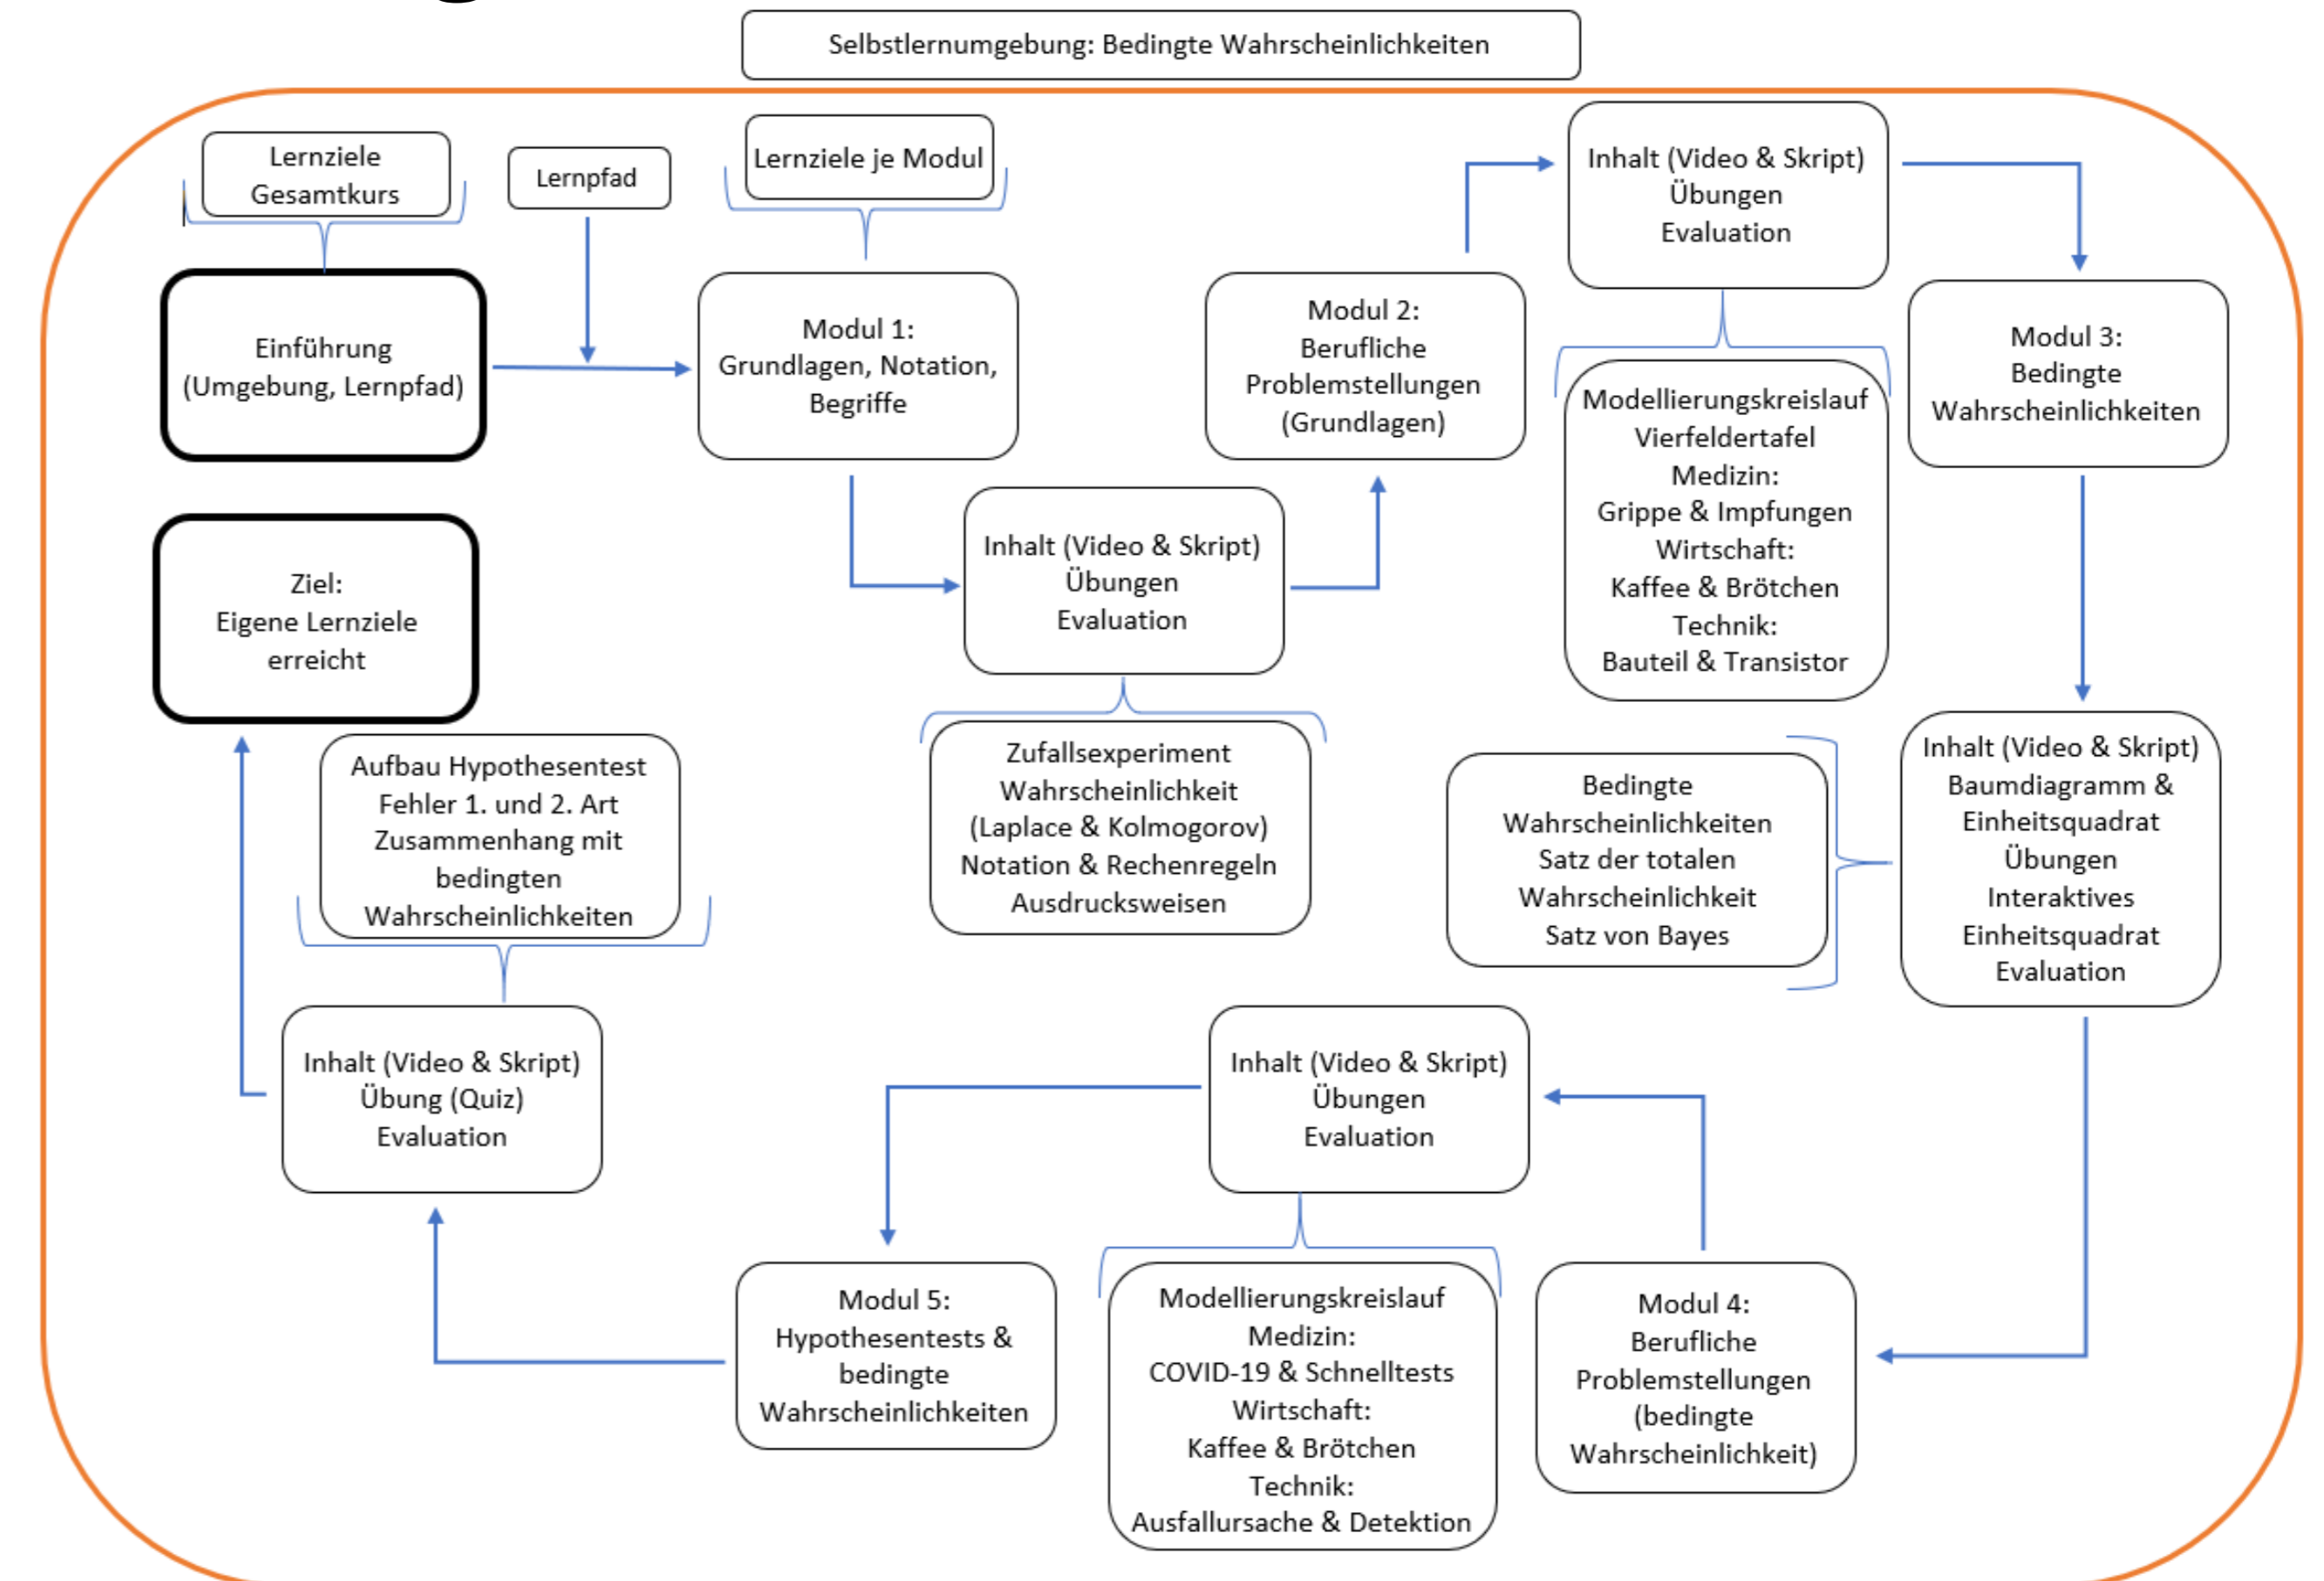 Selbstlernumgebung: Bedingte Wahrscheinlichkeiten
Lernziele
Gesamtkurs
Lernpfad
Lernziele je Modul
Einführung
(Umgebung, Lernpfad)
Modul 1:
Grundlagen, Notation,
Begriffe
Inhalt (Video & Skript)
Übungen
Evaluation
Zufallsexperiment
Wahrscheinlichkeit
(Laplace & Kolmogorov)
Notation & Rechenregeln
Ausdrucksweisen
Modul 2:
Berufliche
Problemstellungen
(Grundlagen)
Inhalt (Video & Skript)
Übungen
Evaluation
Modellierungskreislauf
Vierfeldertafel
Medizin:
Grippe & Impfungen
Wirtschaft:
Kaffee & Brötchen
Technik:
Bauteil & Transistor
Modul 3:
Bedingte
Wahrscheinlichkeiten
Inhalt (Video & Skript)
Baumdiagramm &
Einheitsquadrat
Übungen
Interaktives
Einheitsquadrat
Evaluation
Bedingte
Wahrscheinlichkeiten
Satz der totalen
Wahrscheinlichkeit
Satz von Bayes
Modul 4:
Berufliche
Problemstellungen
(bedingte
Wahrscheinlichkeit)
Inhalt (Video & Skript)
Übungen
Evaluation
Modellierungskreislauf
Medizin:
COVID-19 & Schnelltests
Wirtschaft:
Kaffee & Brötchen
Technik:
Ausfallursache & Detektion
Modul 5:
Hypothesentests &
bedingte
Wahrscheinlichkeiten
Inhalt (Video & Skript)
Übung (Quiz)
Evaluation
Aufbau Hypothesentest
Fehler 1. und 2. Art
Zusammenhang mit
bedingten
Wahrscheinlichkeiten
Ziel:
Eigene Lernziele
erreicht